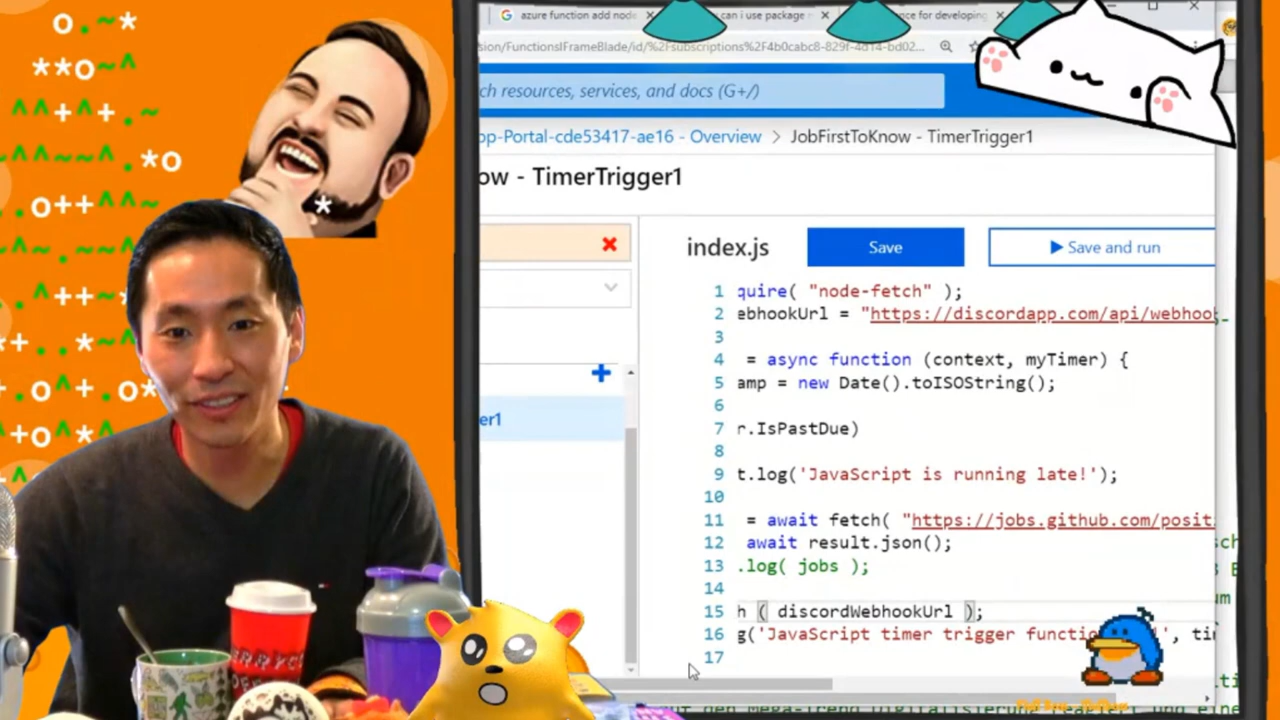 azure function add node
can i use package
ence for developing
sion/FunctionsIFrameBlade/id/%2Fsubscriptions%2F4b0cabc8-829f-4d14-bd02...
ch resources, services, and docs (G+/)
pp-Portal-cde53417-ae16 - Overview > JobFirstToKnow - TimerTrigger1
ow - TimerTrigger1
index.js
Save
Save and run
er1
1 quire( "node-fetch" );
2 ebhookUrl = "https://discordapp.com/api/webhoo
3
4 = async function (context, myTimer) {
5 amp = new Date().toISOString();
6
7 r.IsPastDue)
8
9 t.log('JavaScript is running late!');
10
11 = await fetch( "https://jobs.github.com/posit
12 await result.json();
13 .log( jobs );
14
15 h ( discordWebhookUrl );
16 g('JavaScript timer trigger functi
17